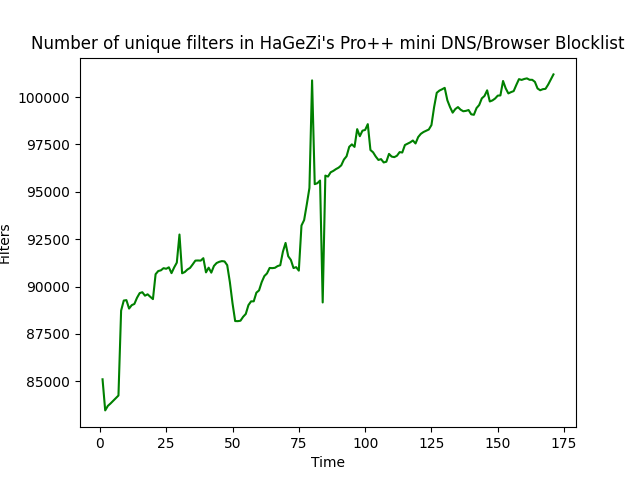 Number of unique filters in HaGeZi's Pro++ mini DNS/Browser Blocklist
100000
97500
95000
92500
90000
87500
85000
Filters
0 25 50 75 100 125 150 175
Time